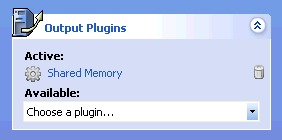 Output Plugins
Active:
Shared Memory
Available:
Choose a plugin...